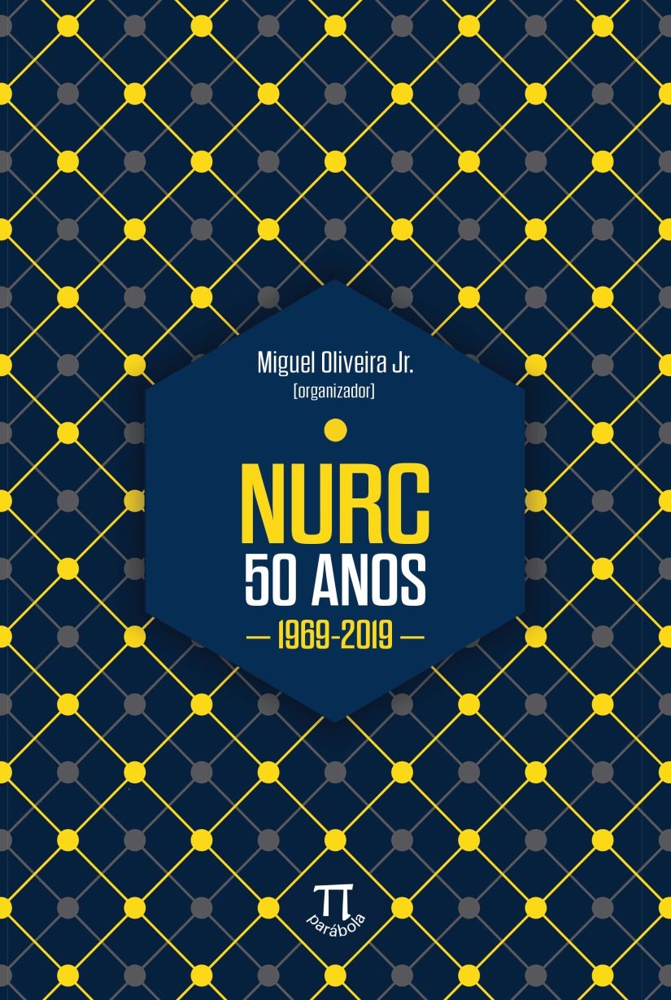 Miguel Oliveira Jr.
[organizador]
NURC
50 ANOS
— 1969-2019 —
parábola